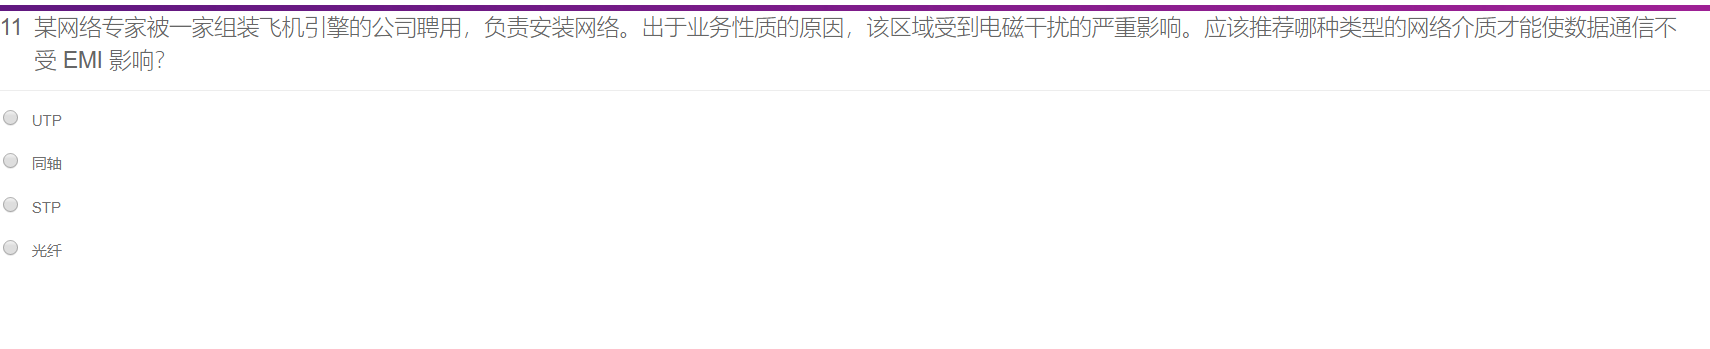 11 某网络专家被一家组装飞机引擎的公司聘用，负责安装网络。出于业务性质的原因，该区域受到电磁干扰的严重影响。应该推荐哪种类型的网络介质才能使数据通信不
受 EMI 影响？
UTP
同轴
STP
光纤